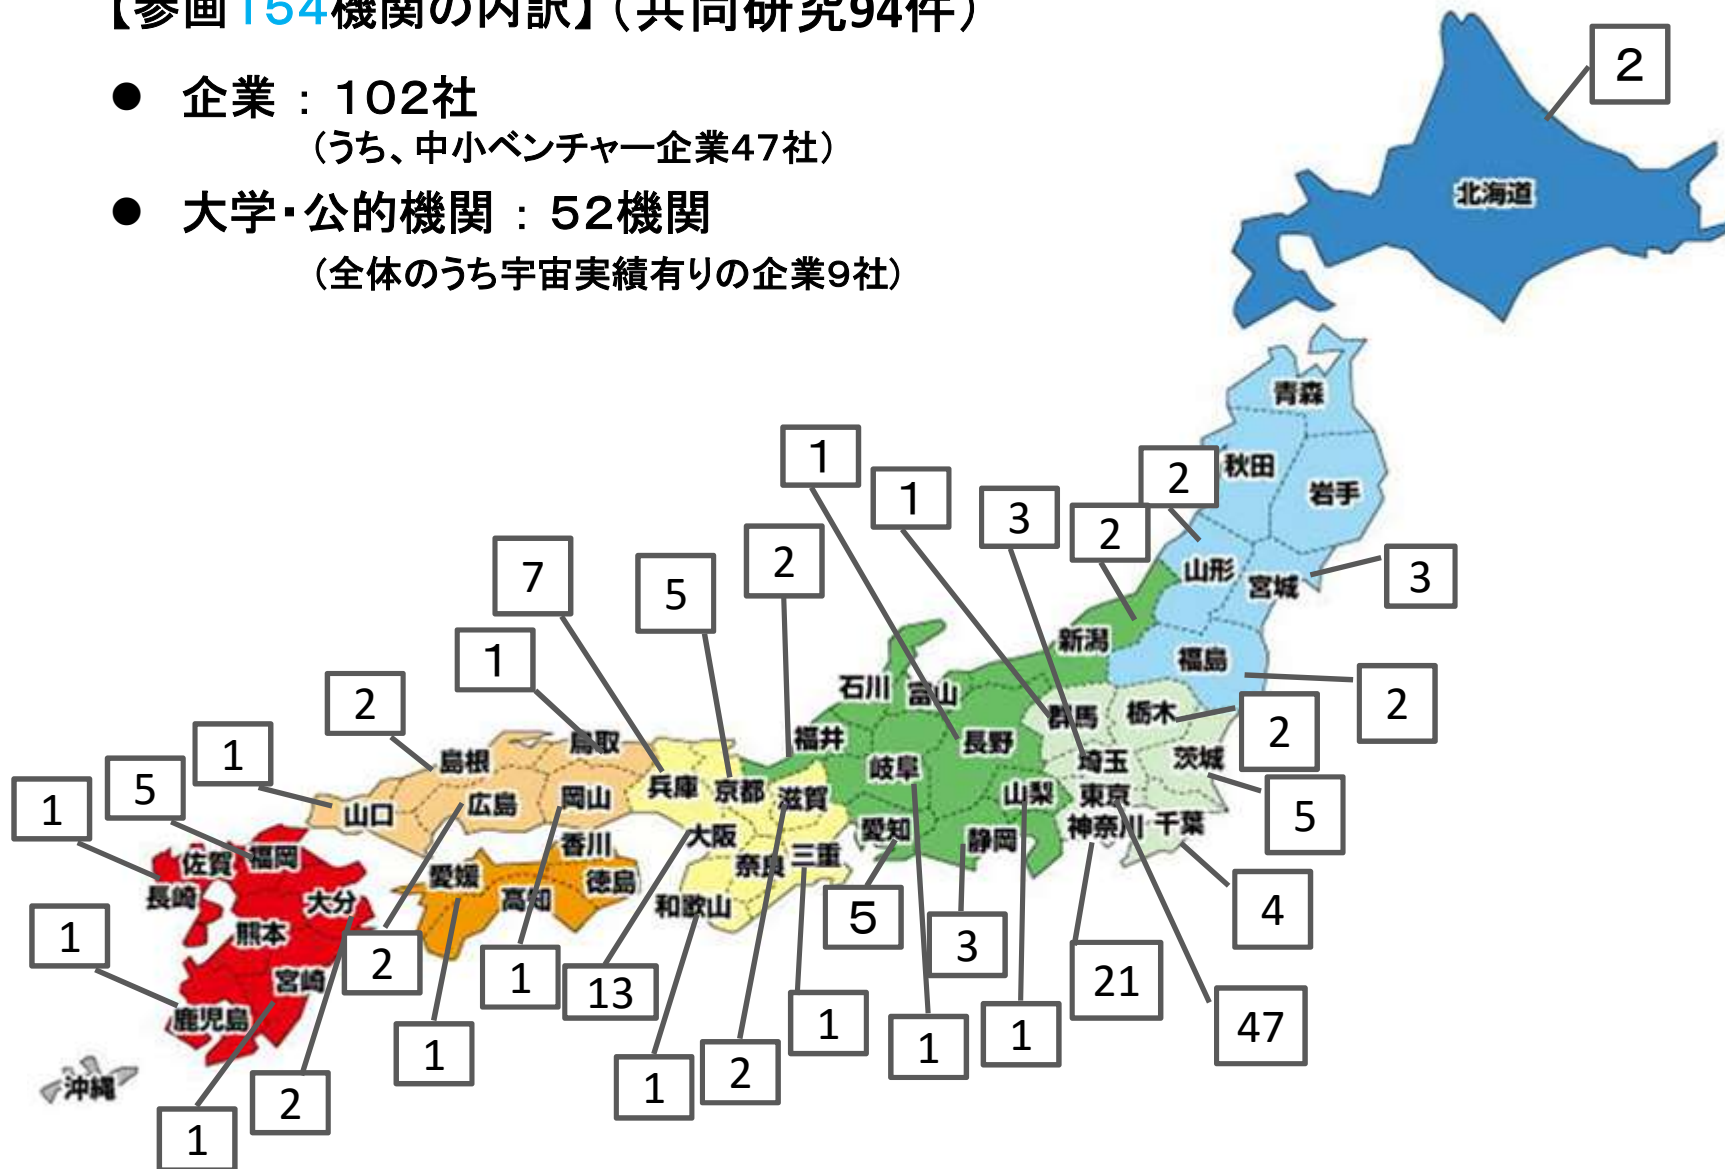 【参画154機関の内訳】（共同研究94件）
● 企業：102社
（うち、中小ベンチャー企業47社）
● 大学・公的機関：52機関
（全体のうち宇宙実績有りの企業9社）
2
北海道
青森
秋田
岩手
1
1
3
2
2
山形
宮城
3
7
5
2
新潟
福島
2
1
石川
富山
群馬
栃木
2
2
1
島根
鳥取
福井
長野
埼玉
茨城
5
1
山口
広島
岡山
兵庫
京都
滋賀
岐阜
山梨
東京
5
1
佐賀
福岡
香川
大阪
愛知
静岡
神奈川
千葉
長崎
大分
愛媛
高知
徳島
奈良
三重
和歌山
4
1
熊本
2
1
13
5
3
21
47
宮崎
鹿児島
1
1
2
1
1
1
沖縄
2
1